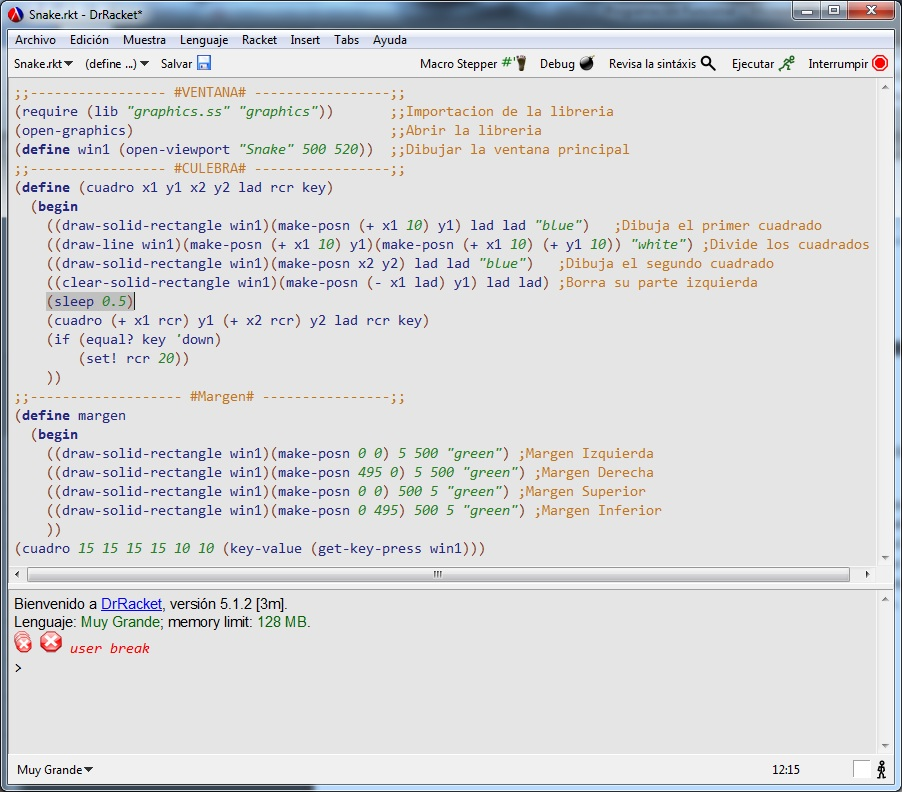 Snake.rkt - DrRacket*
Archivo Edición Muestra Lenguaje Racket Insert Tabs Ayuda
Snake.rkt (define ...) Salvar Macro Stepper #' Debug Revisa la sintáxis Ejecutar Interrumpir
;;----------------- #VENTANA# -----------------;;
(require (lib "graphics.ss" "graphics")) ;;Importacion de la libreria
(open-graphics) ;;Abrir la libreria
(define win1 (open-viewport "Snake" 500 520)) ;;Dibujar la ventana principal
;;----------------- #CULEBRA# -----------------;;
(define (cuadro x1 y1 x2 y2 lad rcr key)
(begin
((draw-solid-rectangle win1)(make-posn (+ x1 10) y1) lad lad "blue") ;Dibuja el primer cuadrado
((draw-line win1)(make-posn (+ x1 10) y1)(make-posn (+ x1 10) (+ y1 10)) "white") ;Divide los cuadrados
((draw-solid-rectangle win1)(make-posn x2 y2) lad lad "blue") ;Dibuja el segundo cuadrado
((clear-solid-rectangle win1)(make-posn (- x1 lad) y1) lad lad) ;Borra su parte izquierda
(sleep 0.5)
(cuadro (+ x1 rcr) y1 (+ x2 rcr) y2 lad rcr key)
(if (equal? key 'down)
(set! rcr 20))
))
;;------------------- #Margen# ----------------;;
(define margen
(begin
((draw-solid-rectangle win1)(make-posn 0 0) 5 500 "green") ;Margen Izquierda
((draw-solid-rectangle win1)(make-posn 495 0) 5 500 "green") ;Margen Derecha
((draw-solid-rectangle win1)(make-posn 0 0) 500 5 "green") ;Margen Superior
((draw-solid-rectangle win1)(make-posn 0 495) 500 5 "green") ;Margen Inferior
))
(cuadro 15 15 15 15 10 10 (key-value (get-key-press win1)))
Bienvenido a DrRacket, versión 5.1.2 [3m].
Lenguaje: Muy Grande; memory limit: 128 MB.
user break
>
Muy Grande 12:15